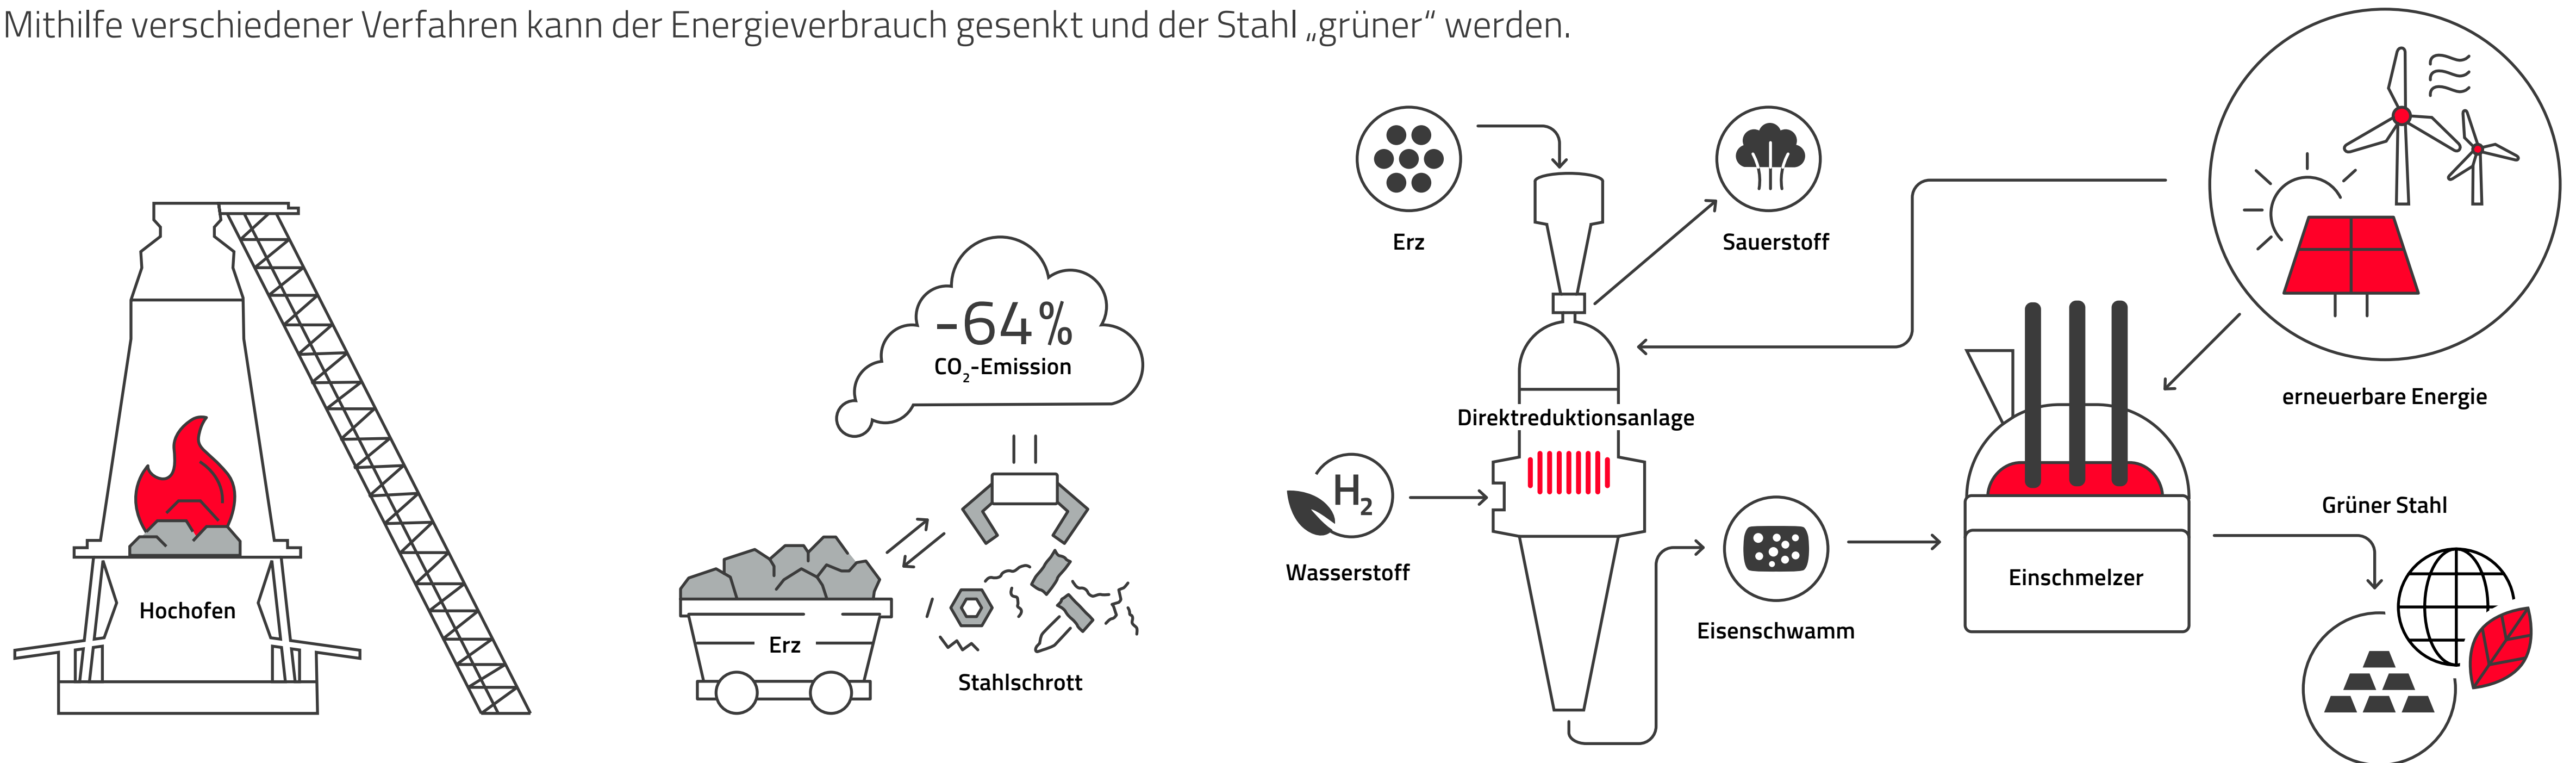 Mithilfe verschiedener Verfahren kann der Energieverbrauch gesenkt und der Stahl „grüner“ werden.
Hochofen
-64%
CO₂-Emission
Erz
Stahlschrott
Erz
Sauerstoff
Direktreduktionsanlage
H₂
Wasserstoff
Eisenschwamm
Einschmelzer
erneuerbare Energie
Grüner Stahl